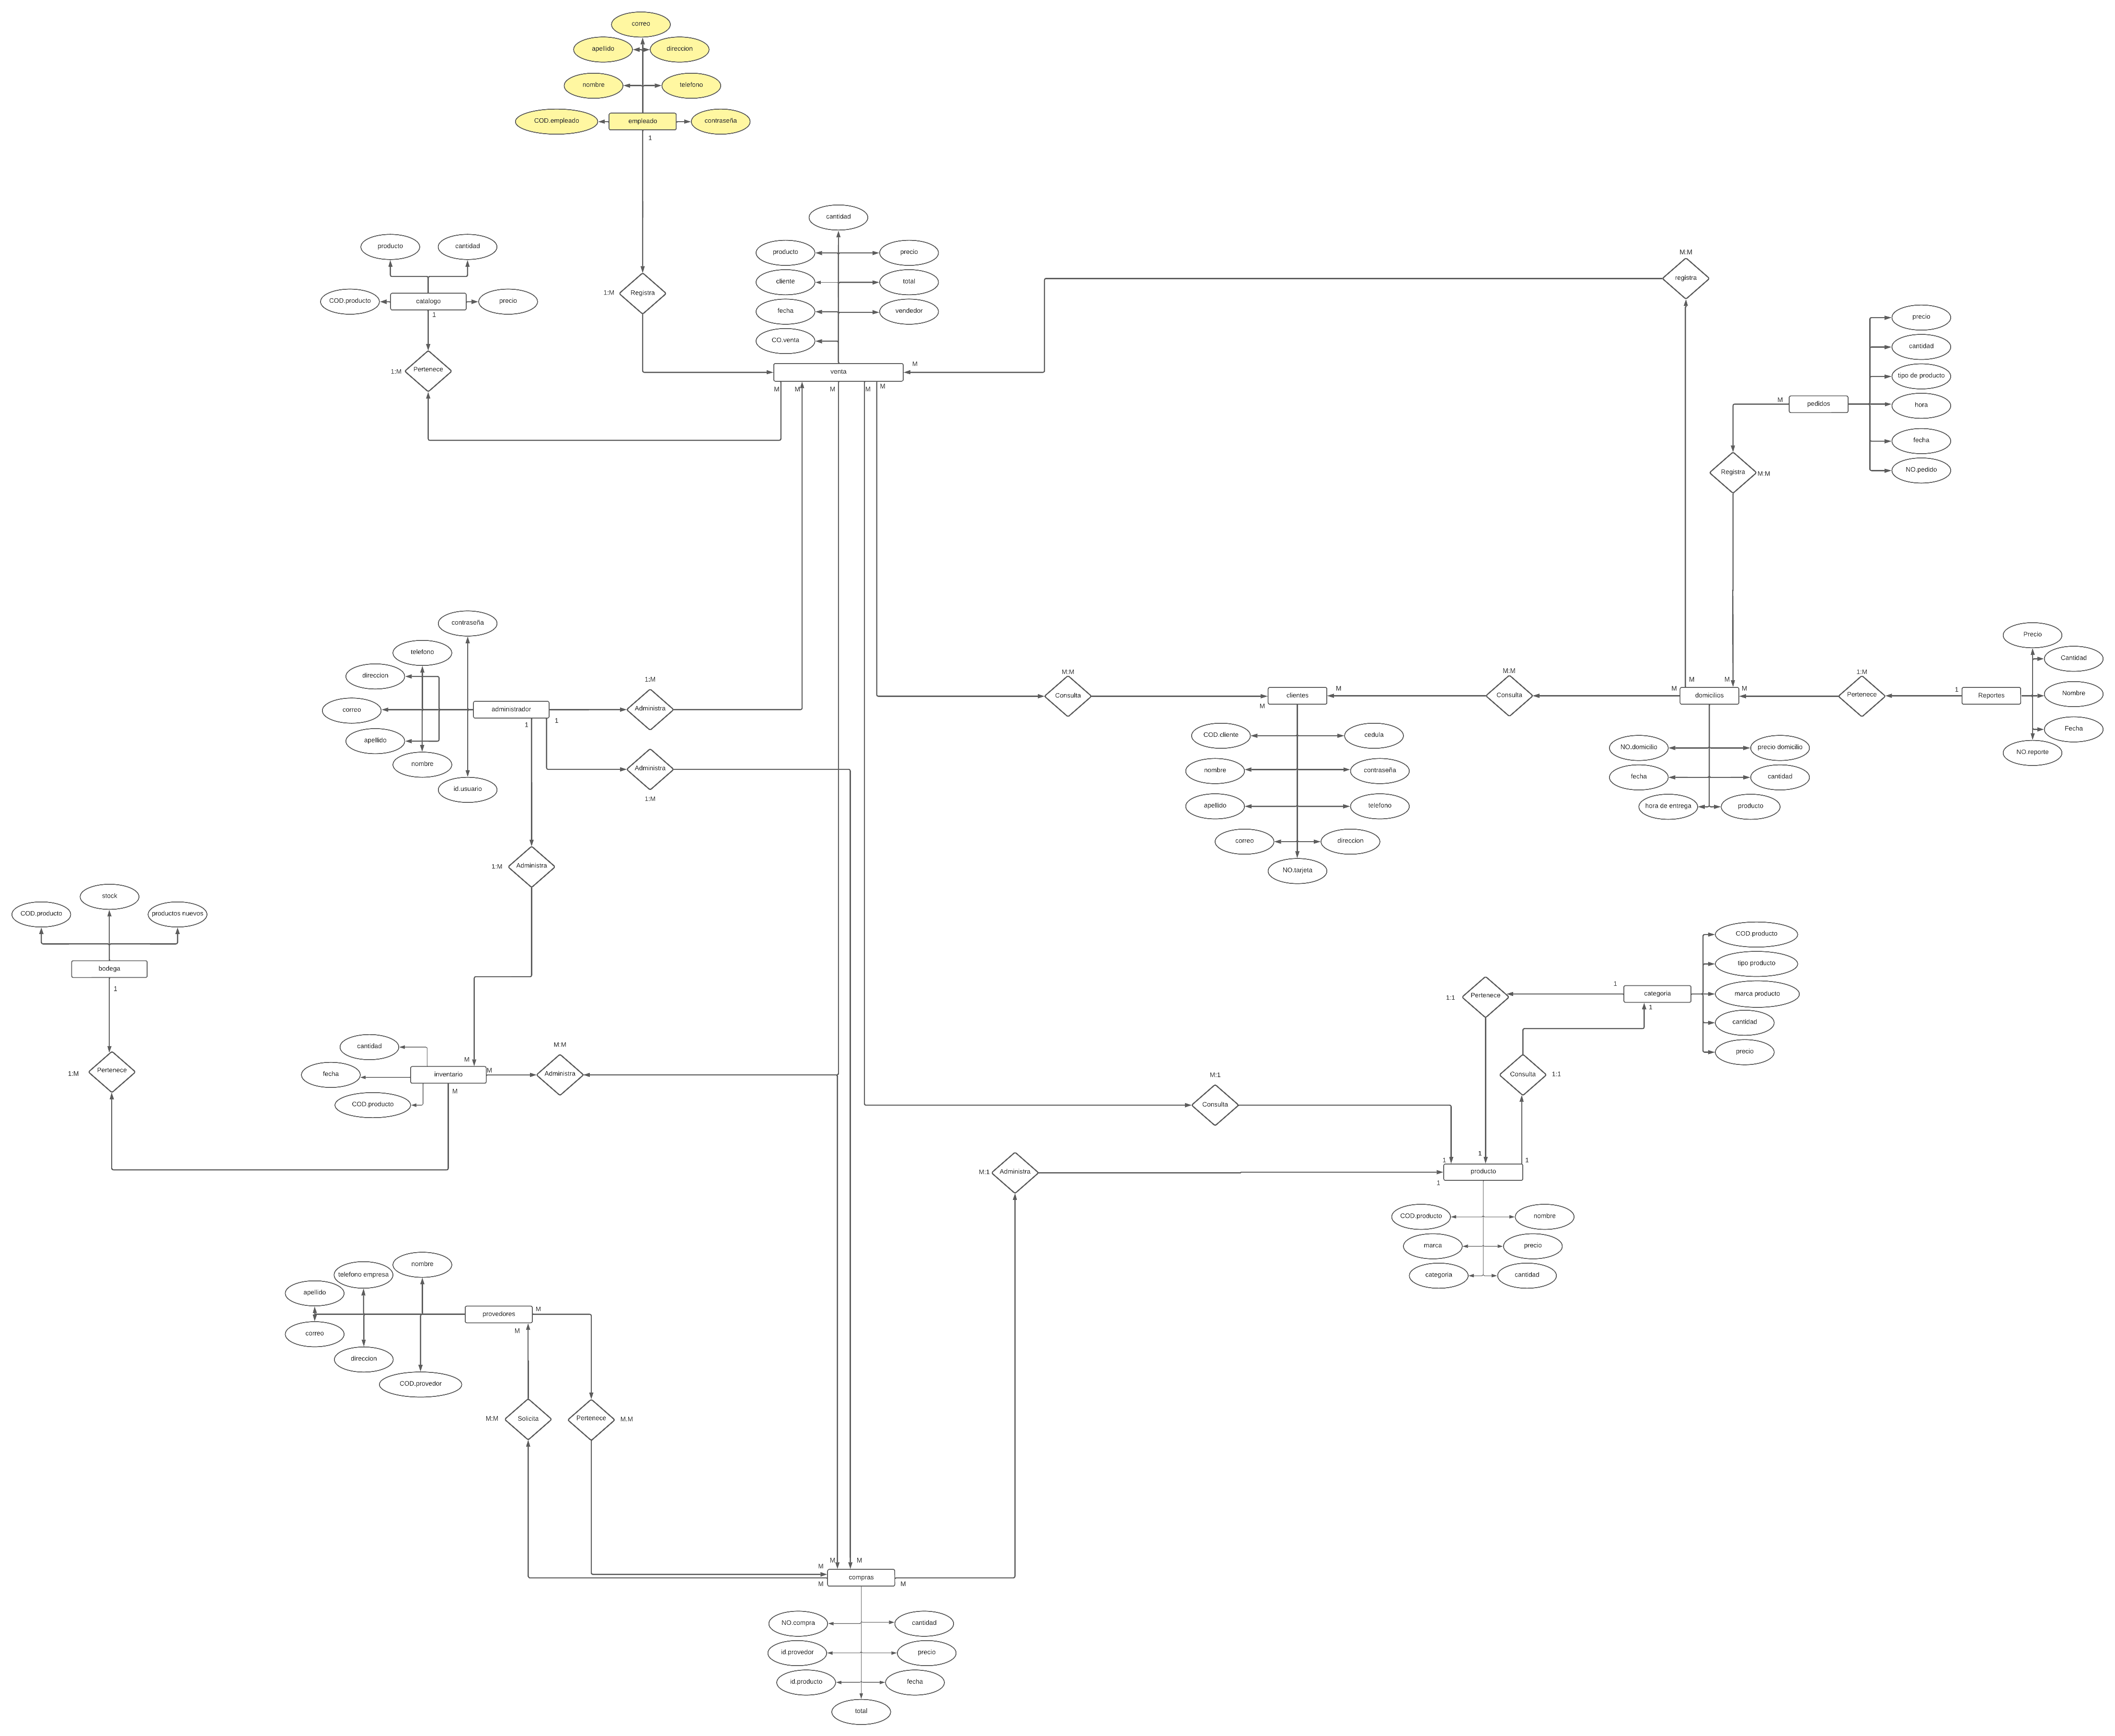 correo
apellido
direccion
nombre
telefono
COD.empleado
empleado
contraseña
1
cantidad
producto
cantidad
producto
precio
M:M
registra
cliente
total
1:M
Registra
COD.producto
catalogo
precio
fecha
vendedor
1
precio
CO.venta
cantidad
1:M
Pertenece
venta
M
tipo de producto
M
M
M
M
M
M
pedidos
hora
fecha
NO.pedido
Registra
M:M
contraseña
telefono
direccion
Precio
Cantidad
1:M
M:M
M:M
1:M
correo
administrador
Administra
Consulta
clientes
M
Consulta
M
M
domicilios
M
M
Pertenece
1
Reportes
Nombre
M
1
1
apellido
Fecha
nombre
Administra
COD.cliente
cedula
NO.domicilio
precio domicilio
NO.reporte
id.usuario
1:M
nombre
contraseña
fecha
cantidad
apellido
telefono
hora de entrega
producto
1:M
Administra
correo
direccion
NO.tarjeta
stock
COD.producto
productos nuevos
COD producto
tipo producto
bodega
1
1:1
Pertenece
1
categoria
marca producto
1
cantidad
cantidad
M:M
M
precio
1:M
Pertenece
fecha
inventario
M
Administra
M:1
Consulta
1:1
M
COD.producto
Consulta
1
1
1
M:1
Administra
producto
1
COD.producto
nombre
marca
precio
categoria
cantidad
nombre
telefono empresa
apellido
provedores
M
M
correo
direccion
COD.provedor
M:M
Solicita
Pertenece
M:M
M
M
M
compras
M
M
NO.compra
cantidad
id.provedor
precio
id.producto
fecha
total